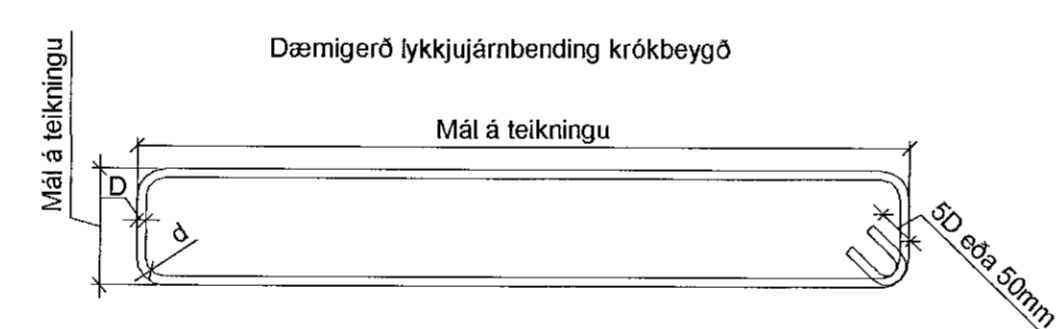 Dæmigerð lykkjujárnbending krókbeygð
Mál á teikningu
Mál á teikningu
D
d
5D eða 50mm